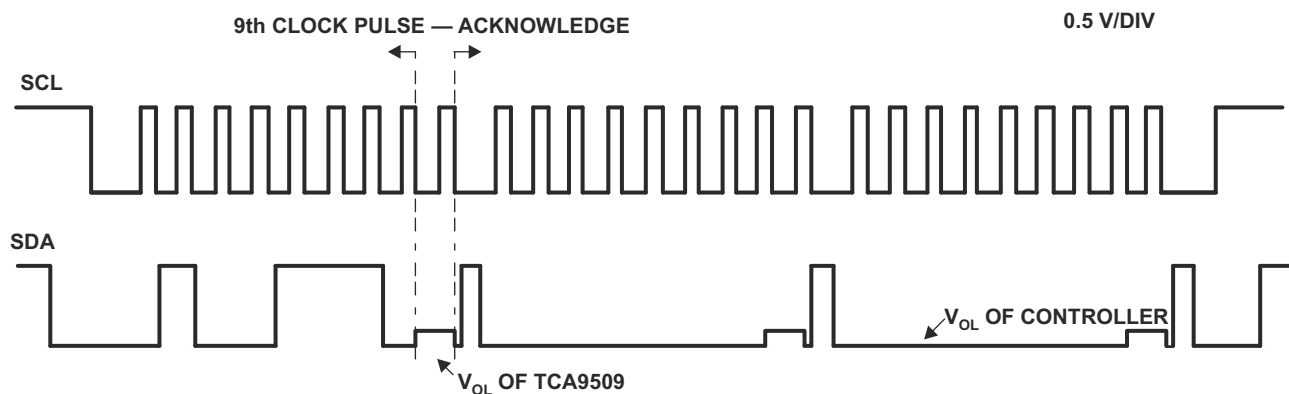 9th CLOCK PULSE — ACKNOWLEDGE
0.5 V/DIV
SCL
SDA
VOL OF CONTROLLER
VOL OF TCA9509